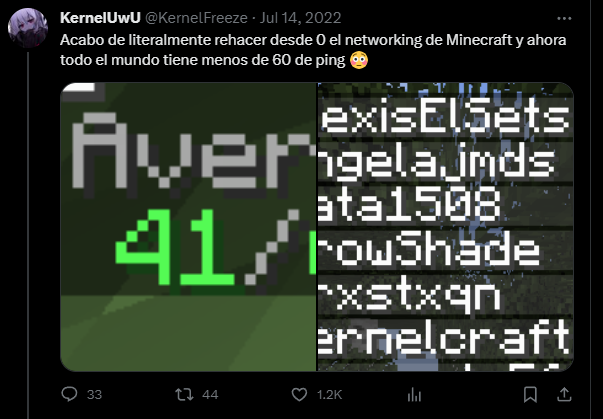 KernelUwU @KernelFreeze · Jul 14, 2022
Acabo de literalmente rehacer desde 0 el networking de Minecraft y ahora
todo el mundo tiene menos de 60 de ping 😳
Aver
41/
exisElSets
ngelajmds
ata1508
rowShade
rxstxqn
ernelcraft
33 44 1.2K